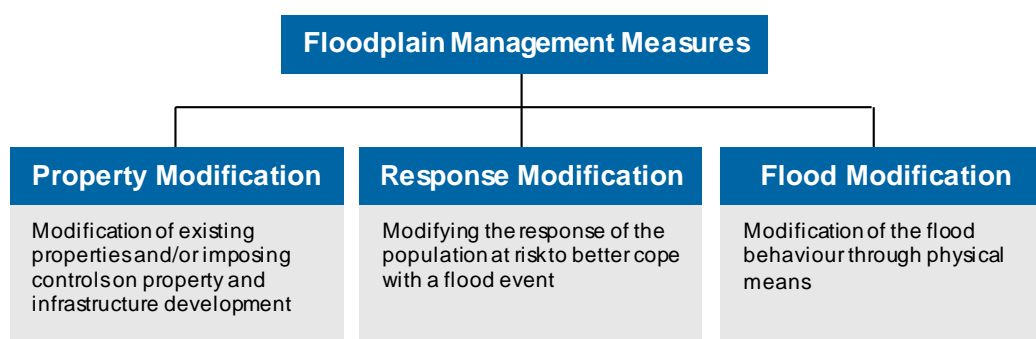 Floodplain Management Measures
Property Modification
Modification of existing
properties and/or imposing
controls on property and
infrastructure development
Response Modification
Modifying the response of the
population at risk to better cope
with a flood event
Flood Modification
Modification of the flood
behaviour through physical
means